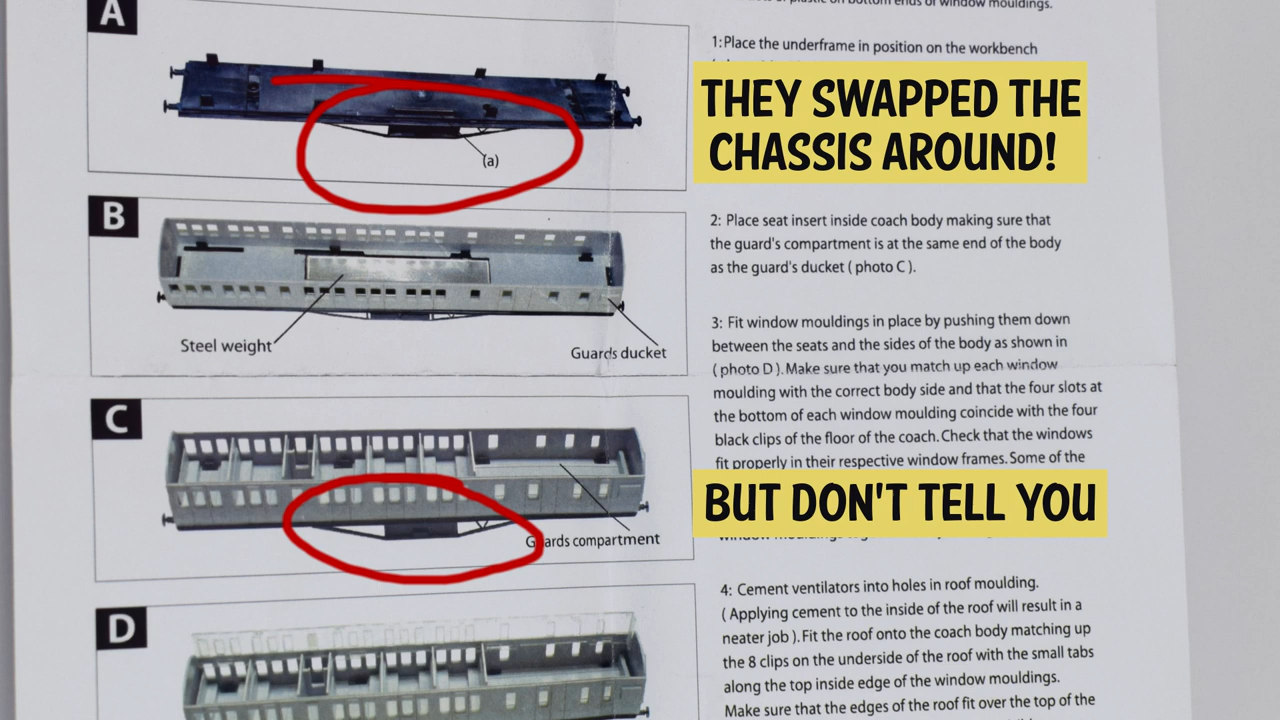 A
of plastic on bottom ends of window mouldings.
1: Place the underframe in position on the workbench
THEY SWAPPED THE
CHASSIS AROUND!
(a)
B
2: Place seat insert inside coach body making sure that
the guard's compartment is at the same end of the body
as the guard's ducket ( photo C ).
Steel weight
Guards ducket
3: Fit window mouldings in place by pushing them down
between the seats and the sides of the body as shown in
( photo D ). Make sure that you match up each window
moulding with the correct body side and that the four slots at
the bottom of each window moulding coincide with the four
black clips of the floor of the coach. Check that the windows
fit properly in their respective window frames. Some of the
C
BUT DON'T TELL YOU
Guards compartment
window mouldings
4: Cement ventilators into holes in roof moulding.
( Applying cement to the inside of the roof will result in a
neater job ). Fit the roof onto the coach body matching up
the 8 clips on the underside of the roof with the small tabs
along the top inside edge of the window mouldings.
Make sure that the edges of the roof fit over the top of the
D